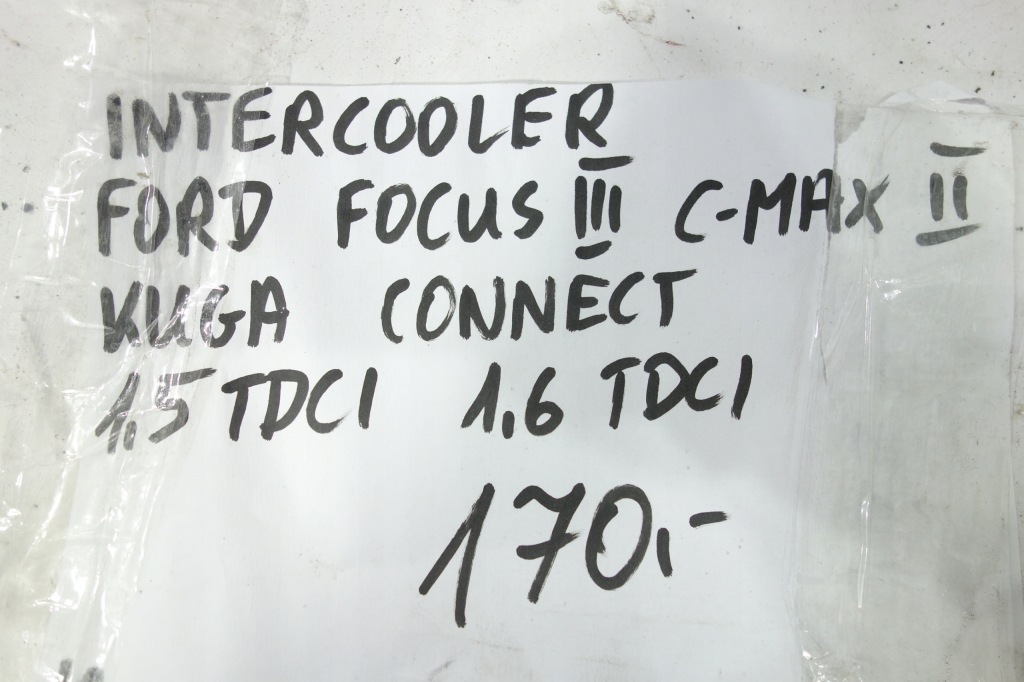 INTERCOOLER
FORD FOCUS III C-MAX II
KUGA CONNECT
1,5 TDCI 1,6 TDCI
170,-